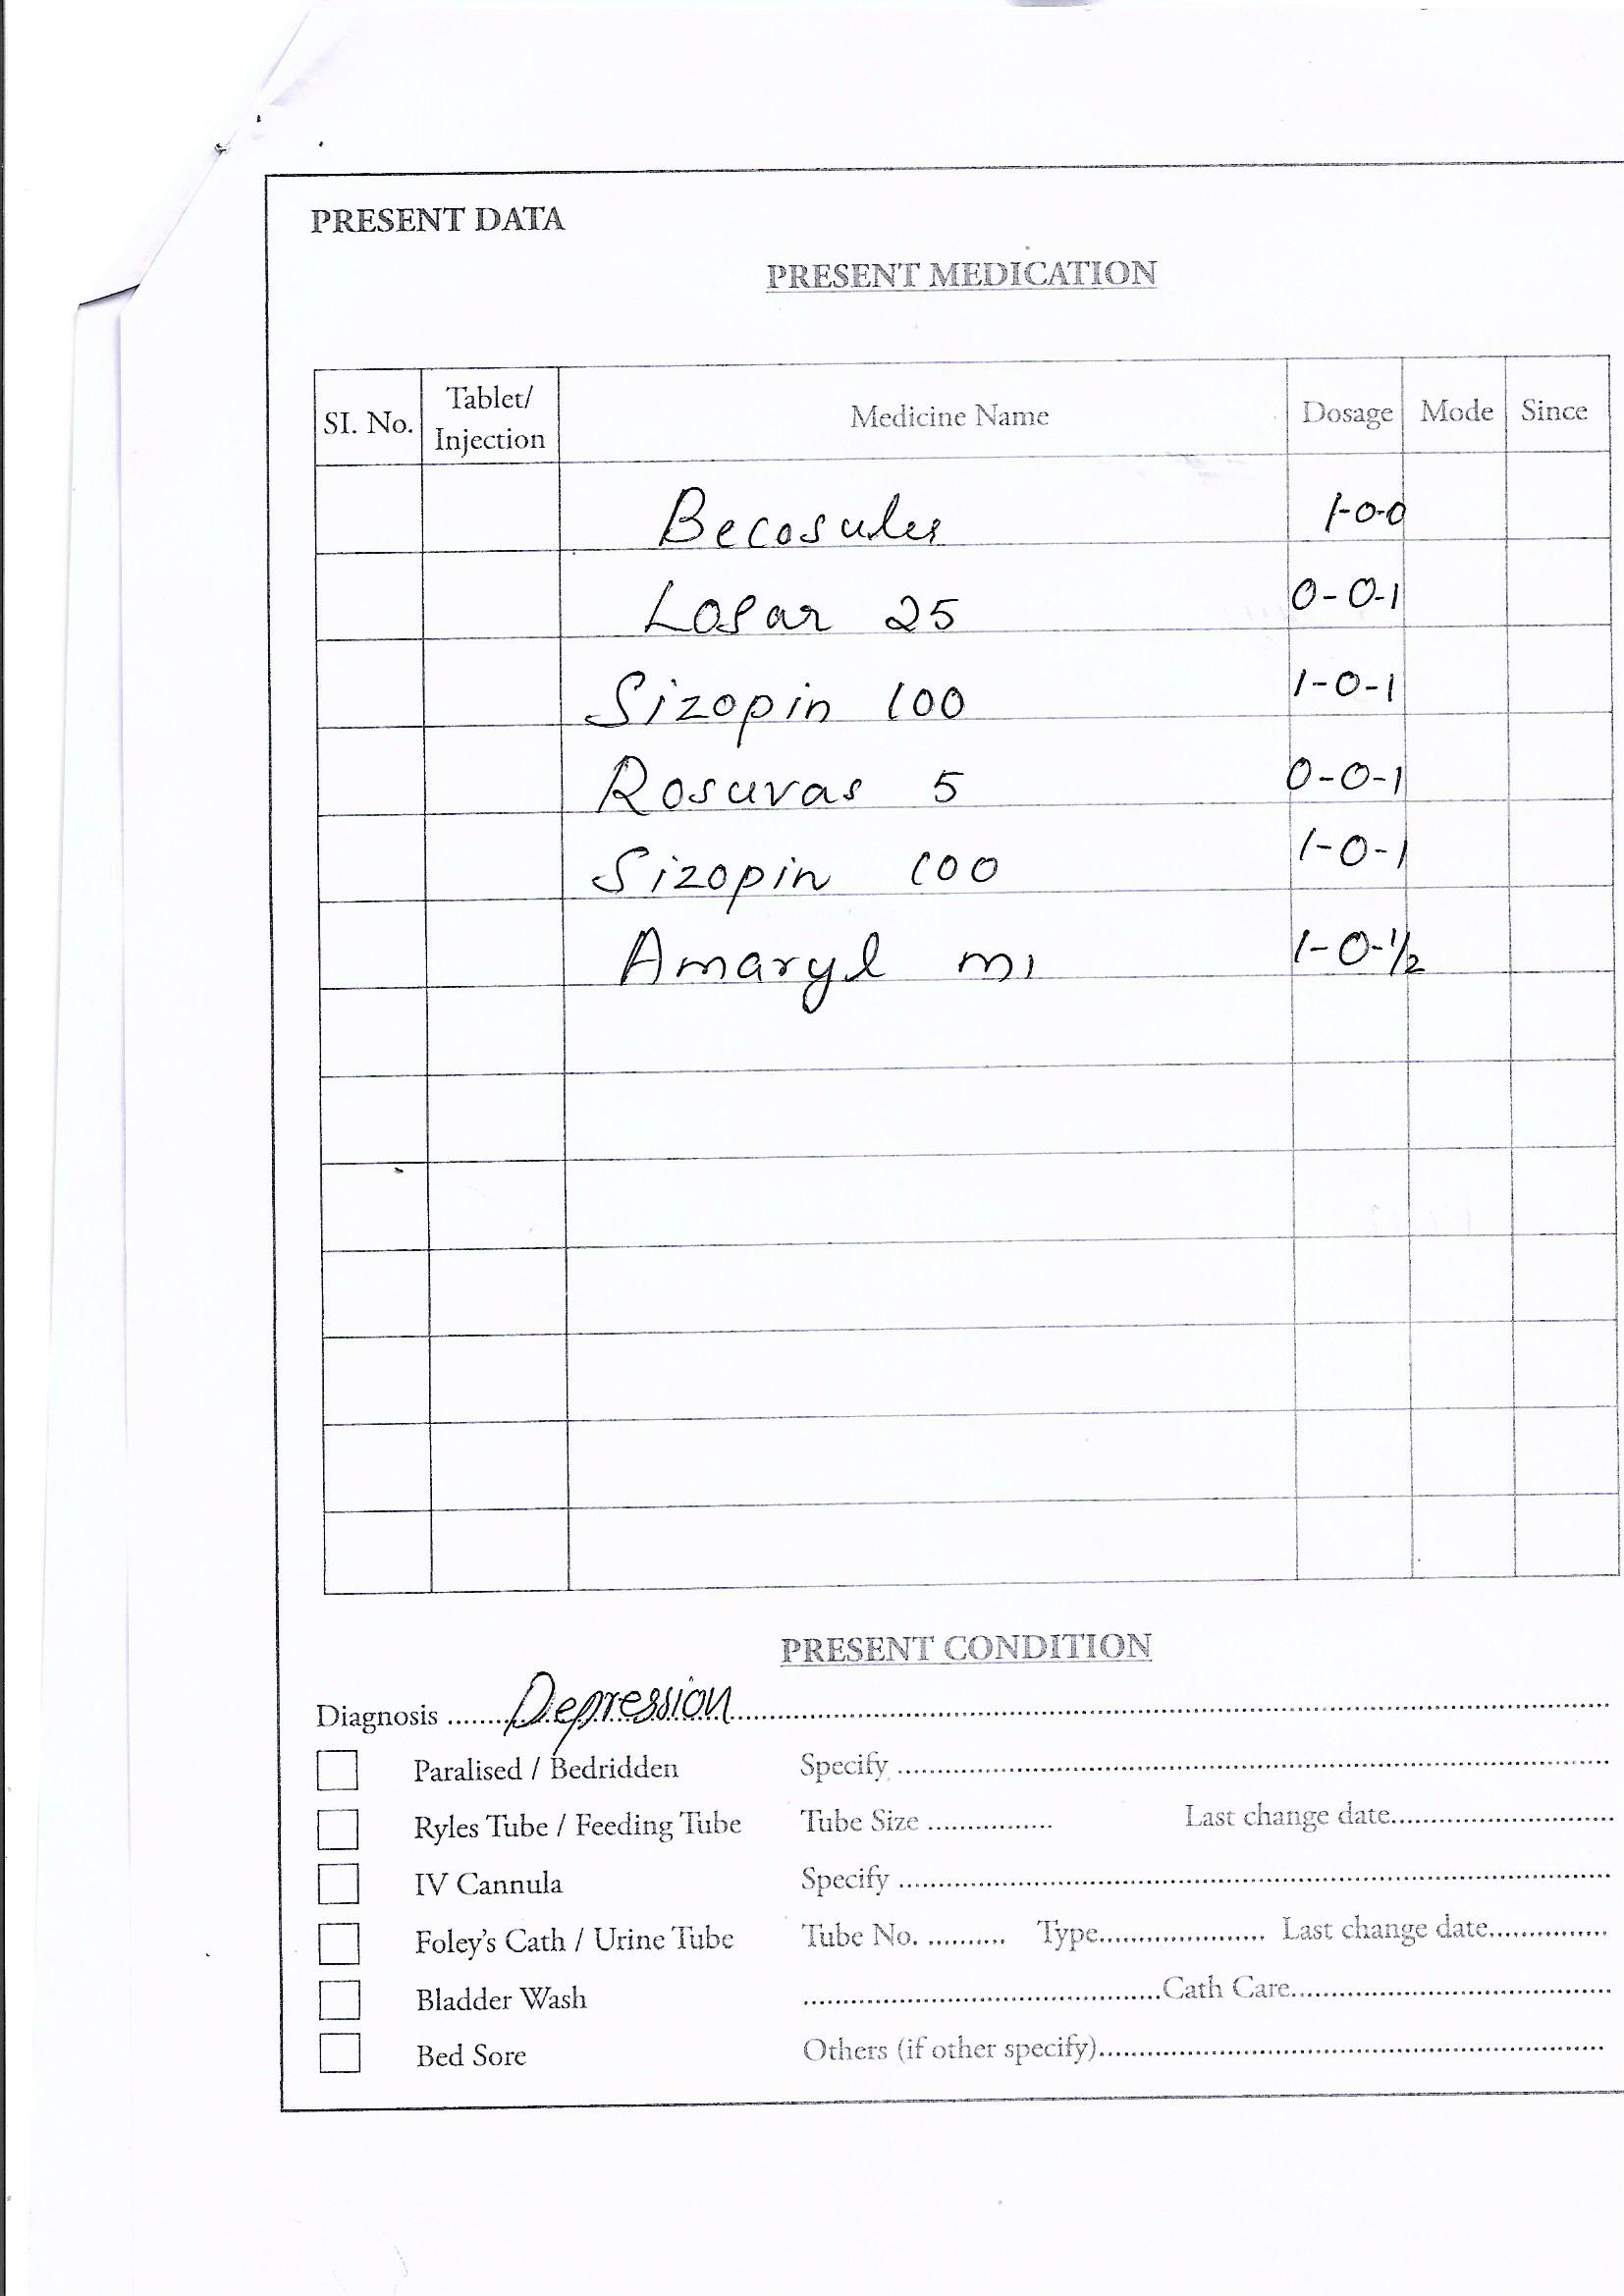 PRESENT DATA
PRESENT MEDICATION
SI. No. Tablet/ Injection Medicine Name Dosage Mode Since
Becosules 1-0-0
Losar 25 0-0-1
Sizopin 100 1-0-1
Rosuvas 5 0-0-1
Sizopin 100 1-0-1
Amaryl m1 1-0-1/2
PRESENT CONDITION
Diagnosis ........Depression........
Paralised / Bedridden Specify ........
Ryles Tube / Feeding Tube Tube Size ........ Last change date........
IV Cannula Specify ........
Foley's Cath / Urine Tube Tube No. ........ Type........ Last change date........
Bladder Wash ........Cath Care........
Bed Sore Others (if other specify)........